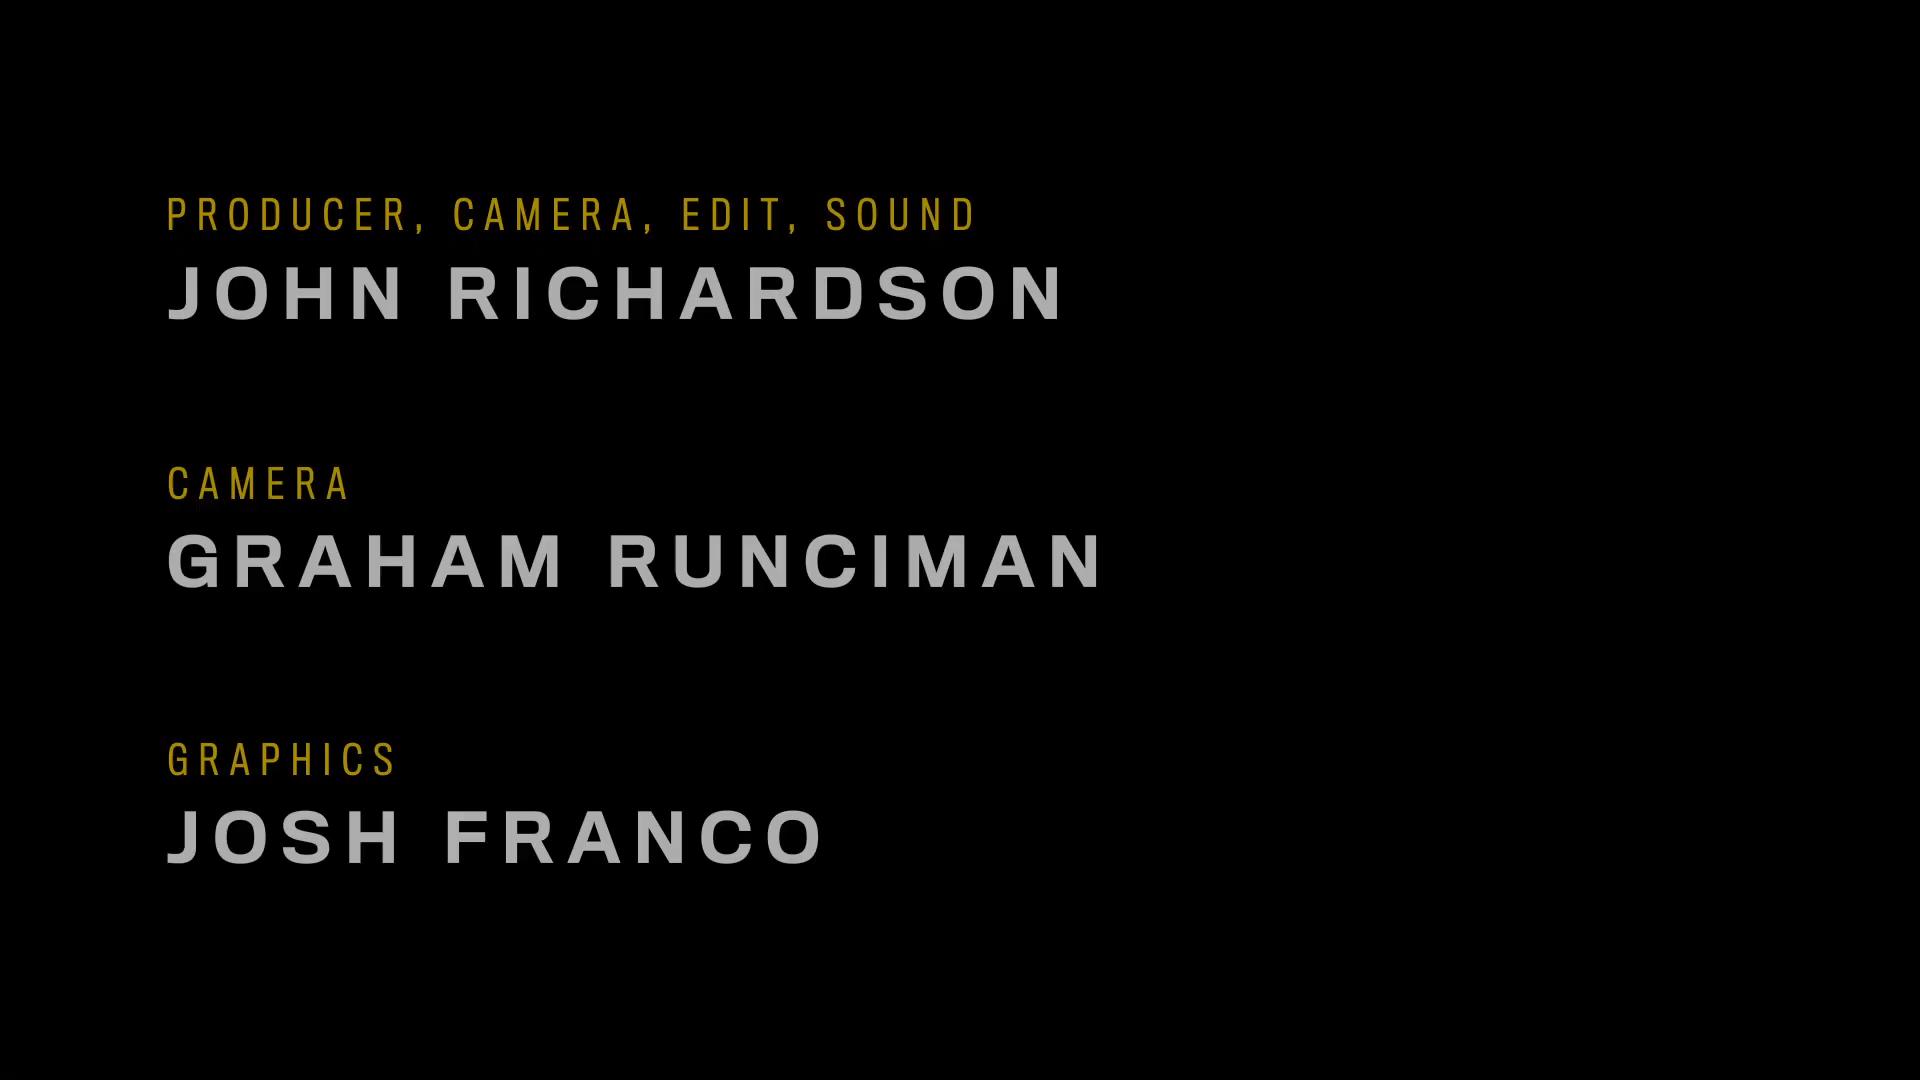 PRODUCER, CAMERA, EDIT, SOUND
JOHN RICHARDSON
CAMERA
GRAHAM RUNCIMAN
GRAPHICS
JOSH FRANCO